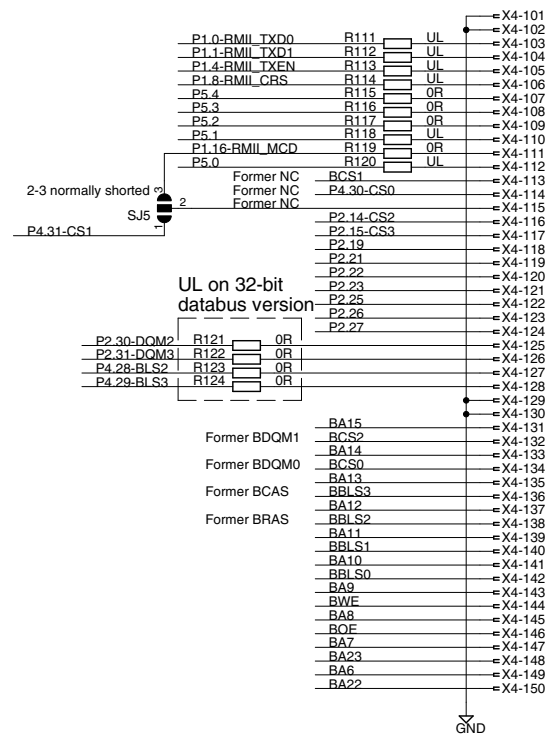 X4-101
X4-102
P1.0-RMII_TXD0 R111 UL X4-103
P1.1-RMII_TXD1 R112 UL X4-104
P1.4-RMII_TXEN R113 UL X4-105
P1.8-RMII_CRS R114 UL X4-106
P5.4 R115 0R X4-107
P5.3 R116 0R X4-108
P5.2 R117 0R X4-109
P5.1 R118 UL X4-110
P1.16-RMII_MCD R119 0R X4-111
P5.0 R120 UL X4-112
Former NC BCS1 X4-113
2-3 normally shorted 3 Former NC P4.30-CS0 X4-114
2 Former NC X4-115
SJ5
P2.14-CS2 X4-116
P4.31-CS1 1 P2.15-CS3 X4-117
P2.19 X4-118
P2.21 X4-119
P2.22 X4-120
UL on 32-bit
P2.23 X4-121
P2.25 X4-122
databus version
P2.26 X4-123
P2.27 X4-124
P2.30-DQM2 R121 0R X4-125
P2.31-DQM3 R122 0R X4-126
P4.28-BLS2 R123 0R X4-127
P4.29-BLS3 R124 0R X4-128
X4-129
X4-130
BA15 X4-131
Former BDQM1 BCS2 X4-132
BA14 X4-133
Former BDQM0 BCS0 X4-134
BA13 X4-135
Former BCAS BBLS3 X4-136
BA12 X4-137
Former BRAS BBLS2 X4-138
BA11 X4-139
BBLS1 X4-140
BA10 X4-141
BBLS0 X4-142
BA9 X4-143
BWE X4-144
BA8 X4-145
BOE X4-146
BA7 X4-147
BA23 X4-148
BA6 X4-149
BA22 X4-150
GND